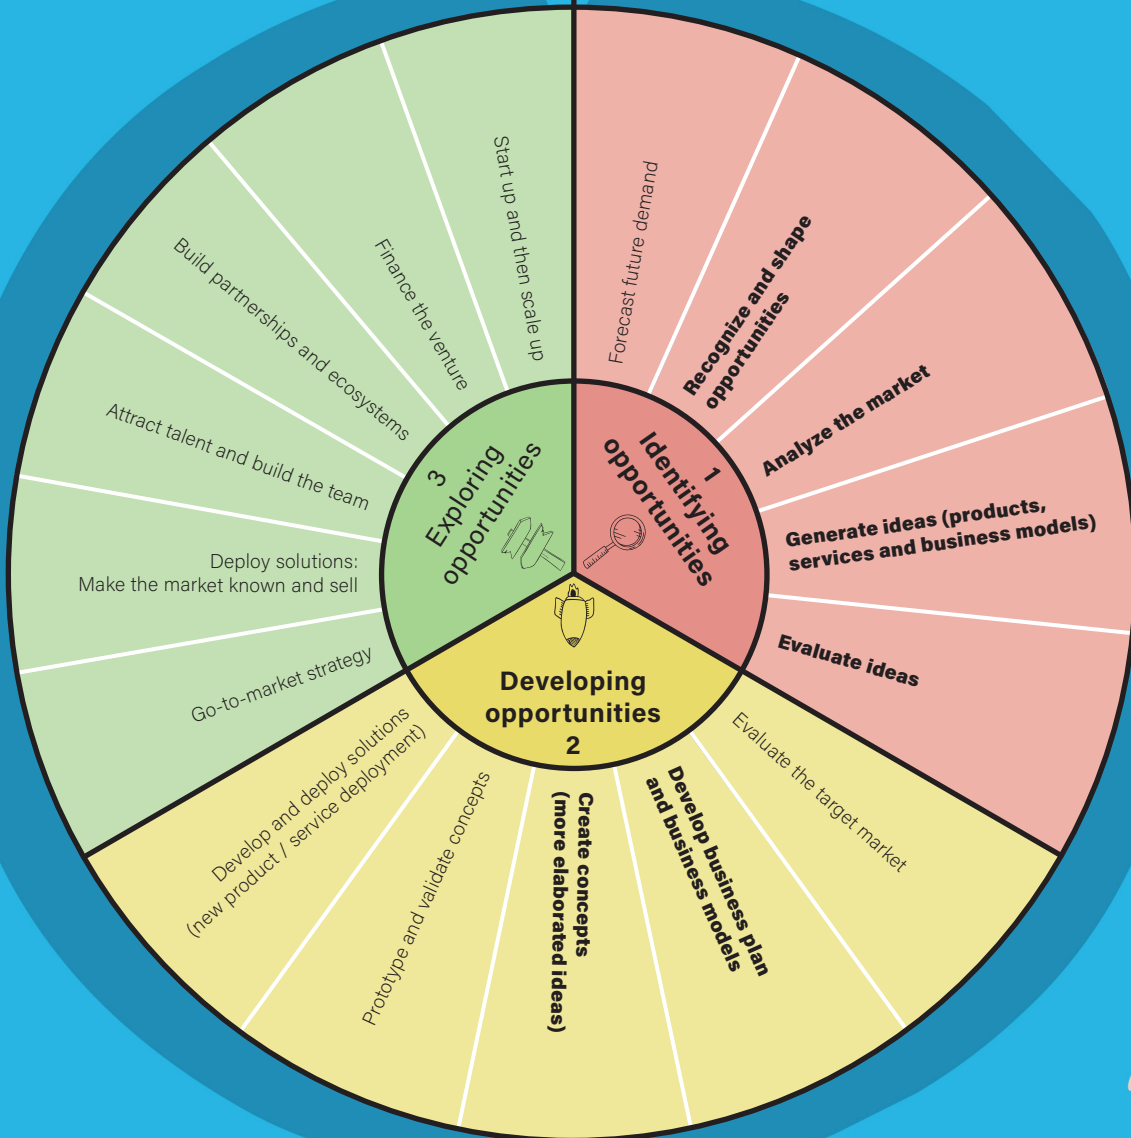 1
Identifying
opportunities
Forecast future demand
Recognize and shape
opportunities
Analyze the market
Generate ideas (products,
services and business models)
Evaluate ideas
Developing
opportunities
2
Evaluate the target market
Develop business plan
and business models
Create concepts
(more elaborated ideas)
Prototype and validate concepts
Develop and deploy solutions
(new product / service deployment)
3
Exploring
opportunities
Go-to-market strategy
Deploy solutions:
Make the market known and sell
Attract talent and build the team
Build partnerships and ecosystems
Finance the venture
Start up and then scale up